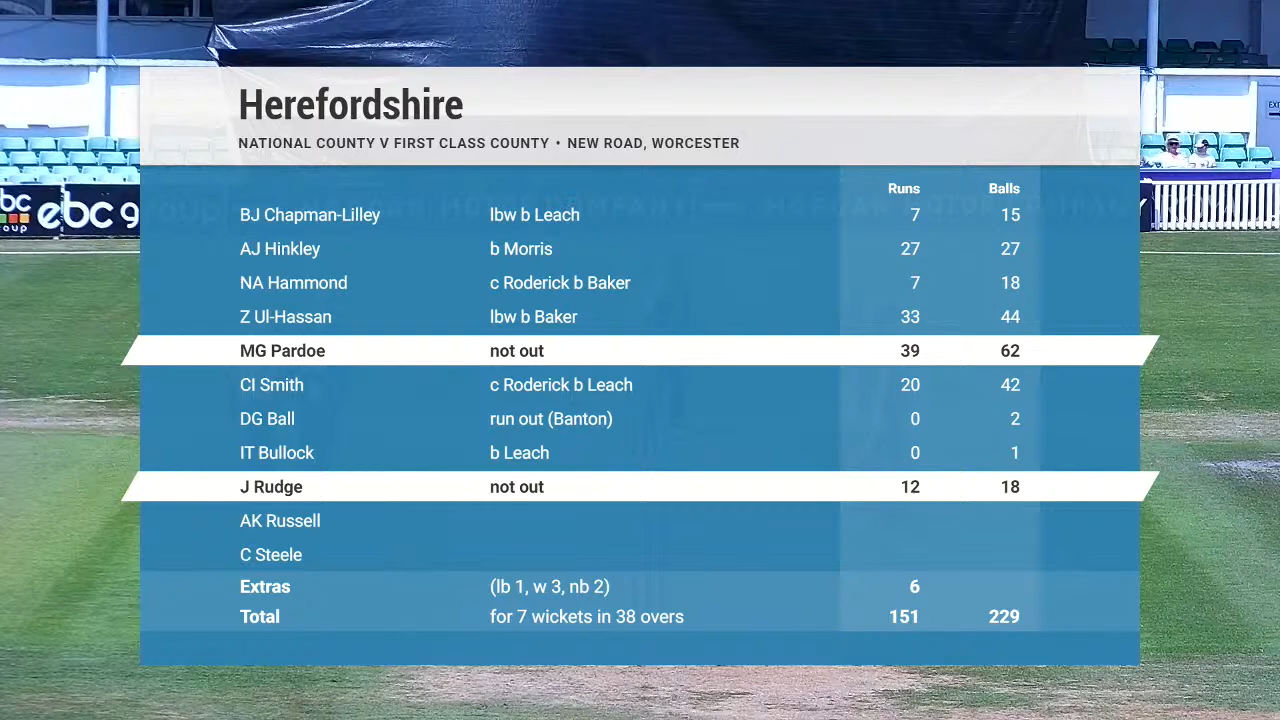 Herefordshire
NATIONAL COUNTY V FIRST CLASS COUNTY • NEW ROAD, WORCESTER
Runs Balls
BJ Chapman-Lilley lbw b Leach 7 15
AJ Hinkley b Morris 27 27
NA Hammond c Roderick b Baker 7 18
Z Ul-Hassan lbw b Baker 33 44
MG Pardoe not out 39 62
CI Smith c Roderick b Leach 20 42
DG Ball run out (Banton) 0 2
IT Bullock b Leach 0 1
J Rudge not out 12 18
AK Russell
C Steele
Extras (lb 1, w 3, nb 2) 6
Total for 7 wickets in 38 overs 151 229
ebc g